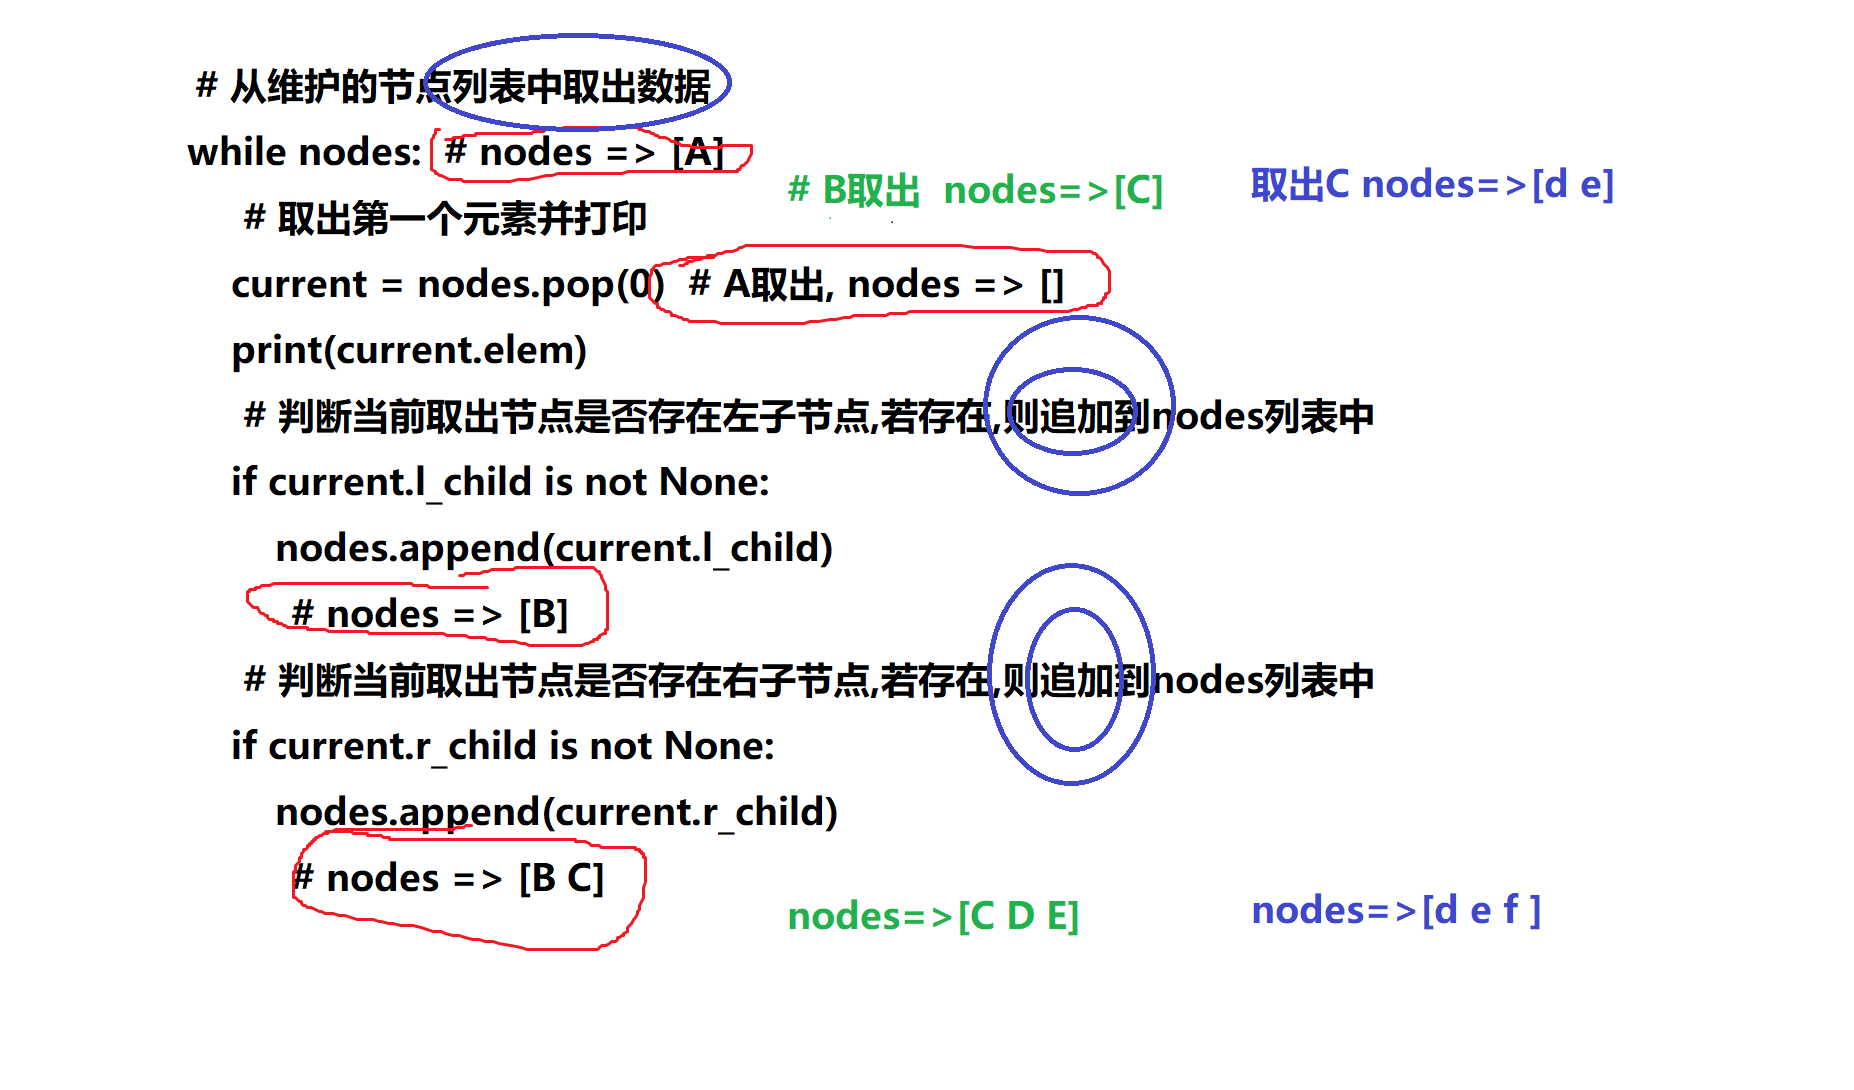 # 从维护的节点列表中取出数据
while nodes: # nodes => [A]
# B取出 nodes=>[C]
取出C nodes=>[d e]
# 取出第一个元素并打印
current = nodes.pop(0) # A取出, nodes => []
print(current.elem)
# 判断当前取出节点是否存在左子节点,若存在,则追加到nodes列表中
if current.l_child is not None:
nodes.append(current.l_child)
# nodes => [B]
# 判断当前取出节点是否存在右子节点,若存在,则追加到nodes列表中
if current.r_child is not None:
nodes.append(current.r_child)
# nodes => [B C]
nodes=>[C D E]
nodes=>[d e f ]